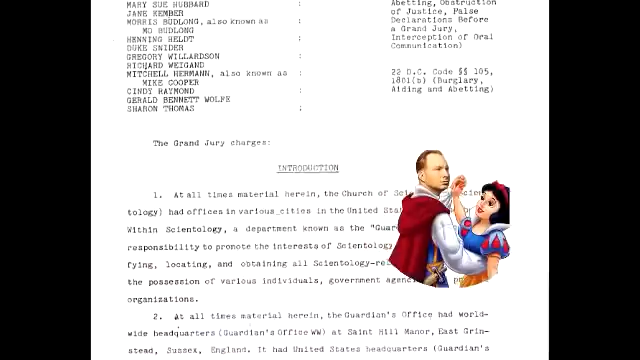 MARY SUE HUBBARD : Abetting, Obstruction
JANE KEMBER : of Justice, False
MORRIS BUDLONG, also known as : Declarations Before
MO BUDLONG a Grand Jury,
HENNING HELDT : Interception of Oral
DUKE SNIDER : Communication)
GREGORY WILLARDSON :
RICHARD WEIGAND :
MITCHELL HERMANN, also known as : 22 D.C. Code §§ 105,
MIKE COOPER : 1801(b) (Burglary,
CINDY RAYMOND : Aiding and Abetting)
GERALD BENNETT WOLFE :
SHARON THOMAS ;
The Grand Jury charges:
INTRODUCTION
1. At all times material herein, the Church of
tology) had offices in various cities in the United
Within Scientology, a department known as the
responsibility to promote the interests of Scientology
fying, locating, and obtaining all
the possession of various individuals, government
organizations.
2. At all times material herein, the Guardian's Office had world-
wide headquarters (Guardian's Office WW) at Saint Hill Manor, East Grin-
stead, Sussex, England. It had United States headquarters (Guardian's